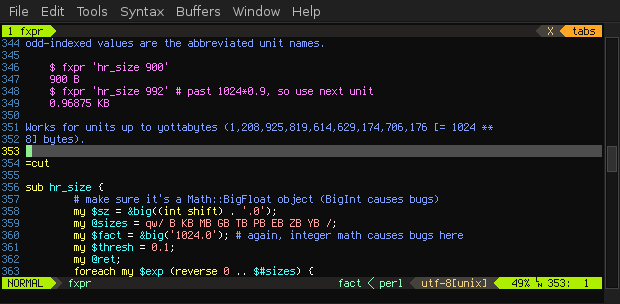 File Edit Tools Syntax Buffers Window Help
1 fxpr X tabs
344 odd-indexed values are the abbreviated unit names.
345
346 $ fxpr 'hr_size 900'
347 900 B
348 $ fxpr 'hr_size 992' # past 1024*0.9, so use next unit
349 0.96875 KB
350
351 Works for units up to yottabytes (1,208,925,819,614,629,174,706,176 [= 1024 **
352 8] bytes).
353
354 =cut
355
356 sub hr_size {
357 # make sure it's a Math::BigFloat object (BigInt causes bugs)
358 my $sz = &big((int shift) . '.0');
359 my @sizes = qw/ B KB MB GB TB PB EB ZB YB /;
360 my $fact = &big('1024.0'); # again, integer math causes bugs here
361 my $thresh = 0.1;
362 my @ret;
363 foreach my $exp (reverse 0 .. $#sizes) {
NORMAL fxpr fact < perl utf-8[unix] 49% ␤ 353: 1